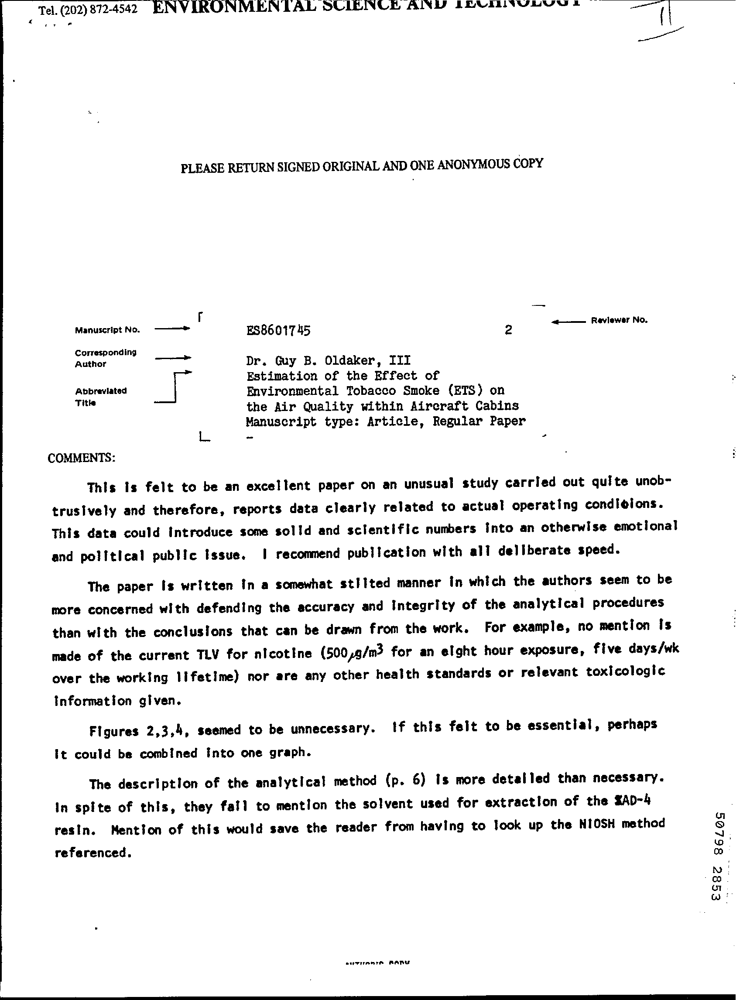 Tel. (202) 872-4542 ENVIRONMENTAL SCIENCE AND TECHNOLOGY
PLEASE RETURN SIGNED ORIGINAL AND ONE ANONYMOUS COPY
Manuscript No. ES8601745 2 Reviewer No.
Corresponding
Author Dr. Guy B. Oldaker, III
Estimation of the Effect of
Abbreviated Environmental Tobacco Smoke (ETS) on
Title the Air Quality within Aircraft Cabins
Manuscript type: Article, Regular Paper
COMMENTS:
This is felt to be an excellent paper on an unusual study carried out quite unob-
trusively and therefore, reports data clearly related to actual operating conditions.
This data could introduce some solid and scientific numbers into an otherwise emotional
and political public issue. I recommend publication with all deliberate speed.
The paper is written in a somewhat stilted manner in which the authors seem to be
more concerned with defending the accuracy and integrity of the analytical procedures
than with the conclusions that can be drawn from the work. For example, no mention is
made of the current TLV for nicotine (500 µg/m3 for an eight hour exposure, five days/wk
over the working lifetime) nor are any other health standards or relevant toxicologic
information given.
Figures 2,3,4, seemed to be unnecessary. If this felt to be essential, perhaps
it could be combined into one graph.
The description of the analytical method (p. 6) is more detailed than necessary.
In spite of this, they fail to mention the solvent used for extraction of the XAD-4
resin. Mention of this would save the reader from having to look up the NIOSH method
referenced.
50798 2853